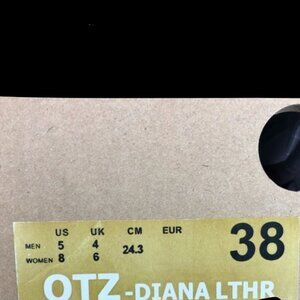 US UK CM EUR
MEN 5 4 24.3 38
WOMEN 8 6
OTZ-DIANA LTHR